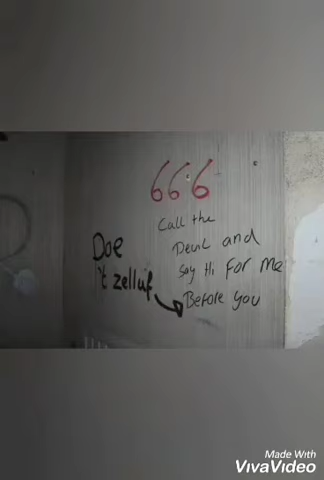 666
Call the
Devil and
Say Hi For Me
Before you
Doe
't zelluf
Made With
VivaVideo